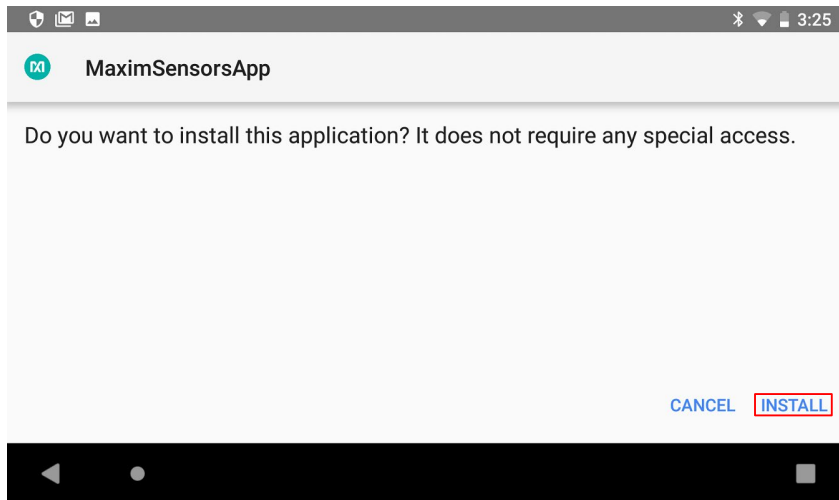 3:25
MaximSensorsApp
Do you want to install this application? It does not require any special access.
CANCEL INSTALL